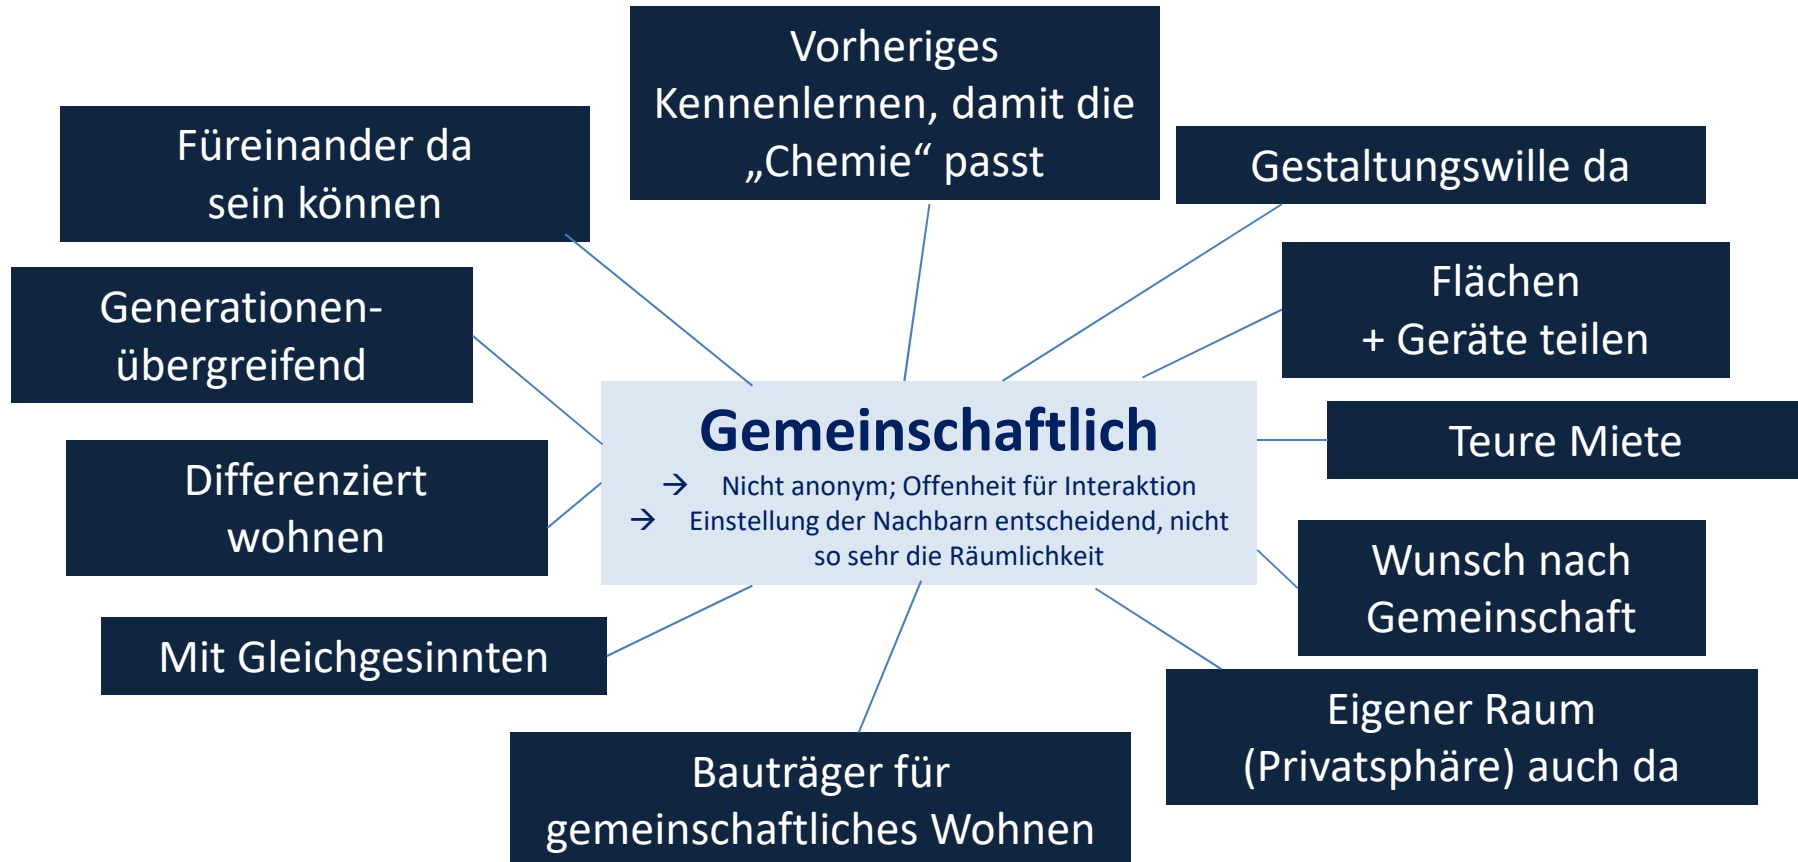 Vorheriges
Kennenlernen, damit die
„Chemie“ passt
Füreinander da
sein können
Gestaltungswille da
Generationen-
übergreifend
Flächen
+ Geräte teilen
Gemeinschaftlich
→ Nicht anonym; Offenheit für Interaktion
→ Einstellung der Nachbarn entscheidend, nicht
so sehr die Räumlichkeit
Teure Miete
Differenziert
wohnen
Wunsch nach
Gemeinschaft
Mit Gleichgesinnten
Eigener Raum
(Privatsphäre) auch da
Bauträger für
gemeinschaftliches Wohnen